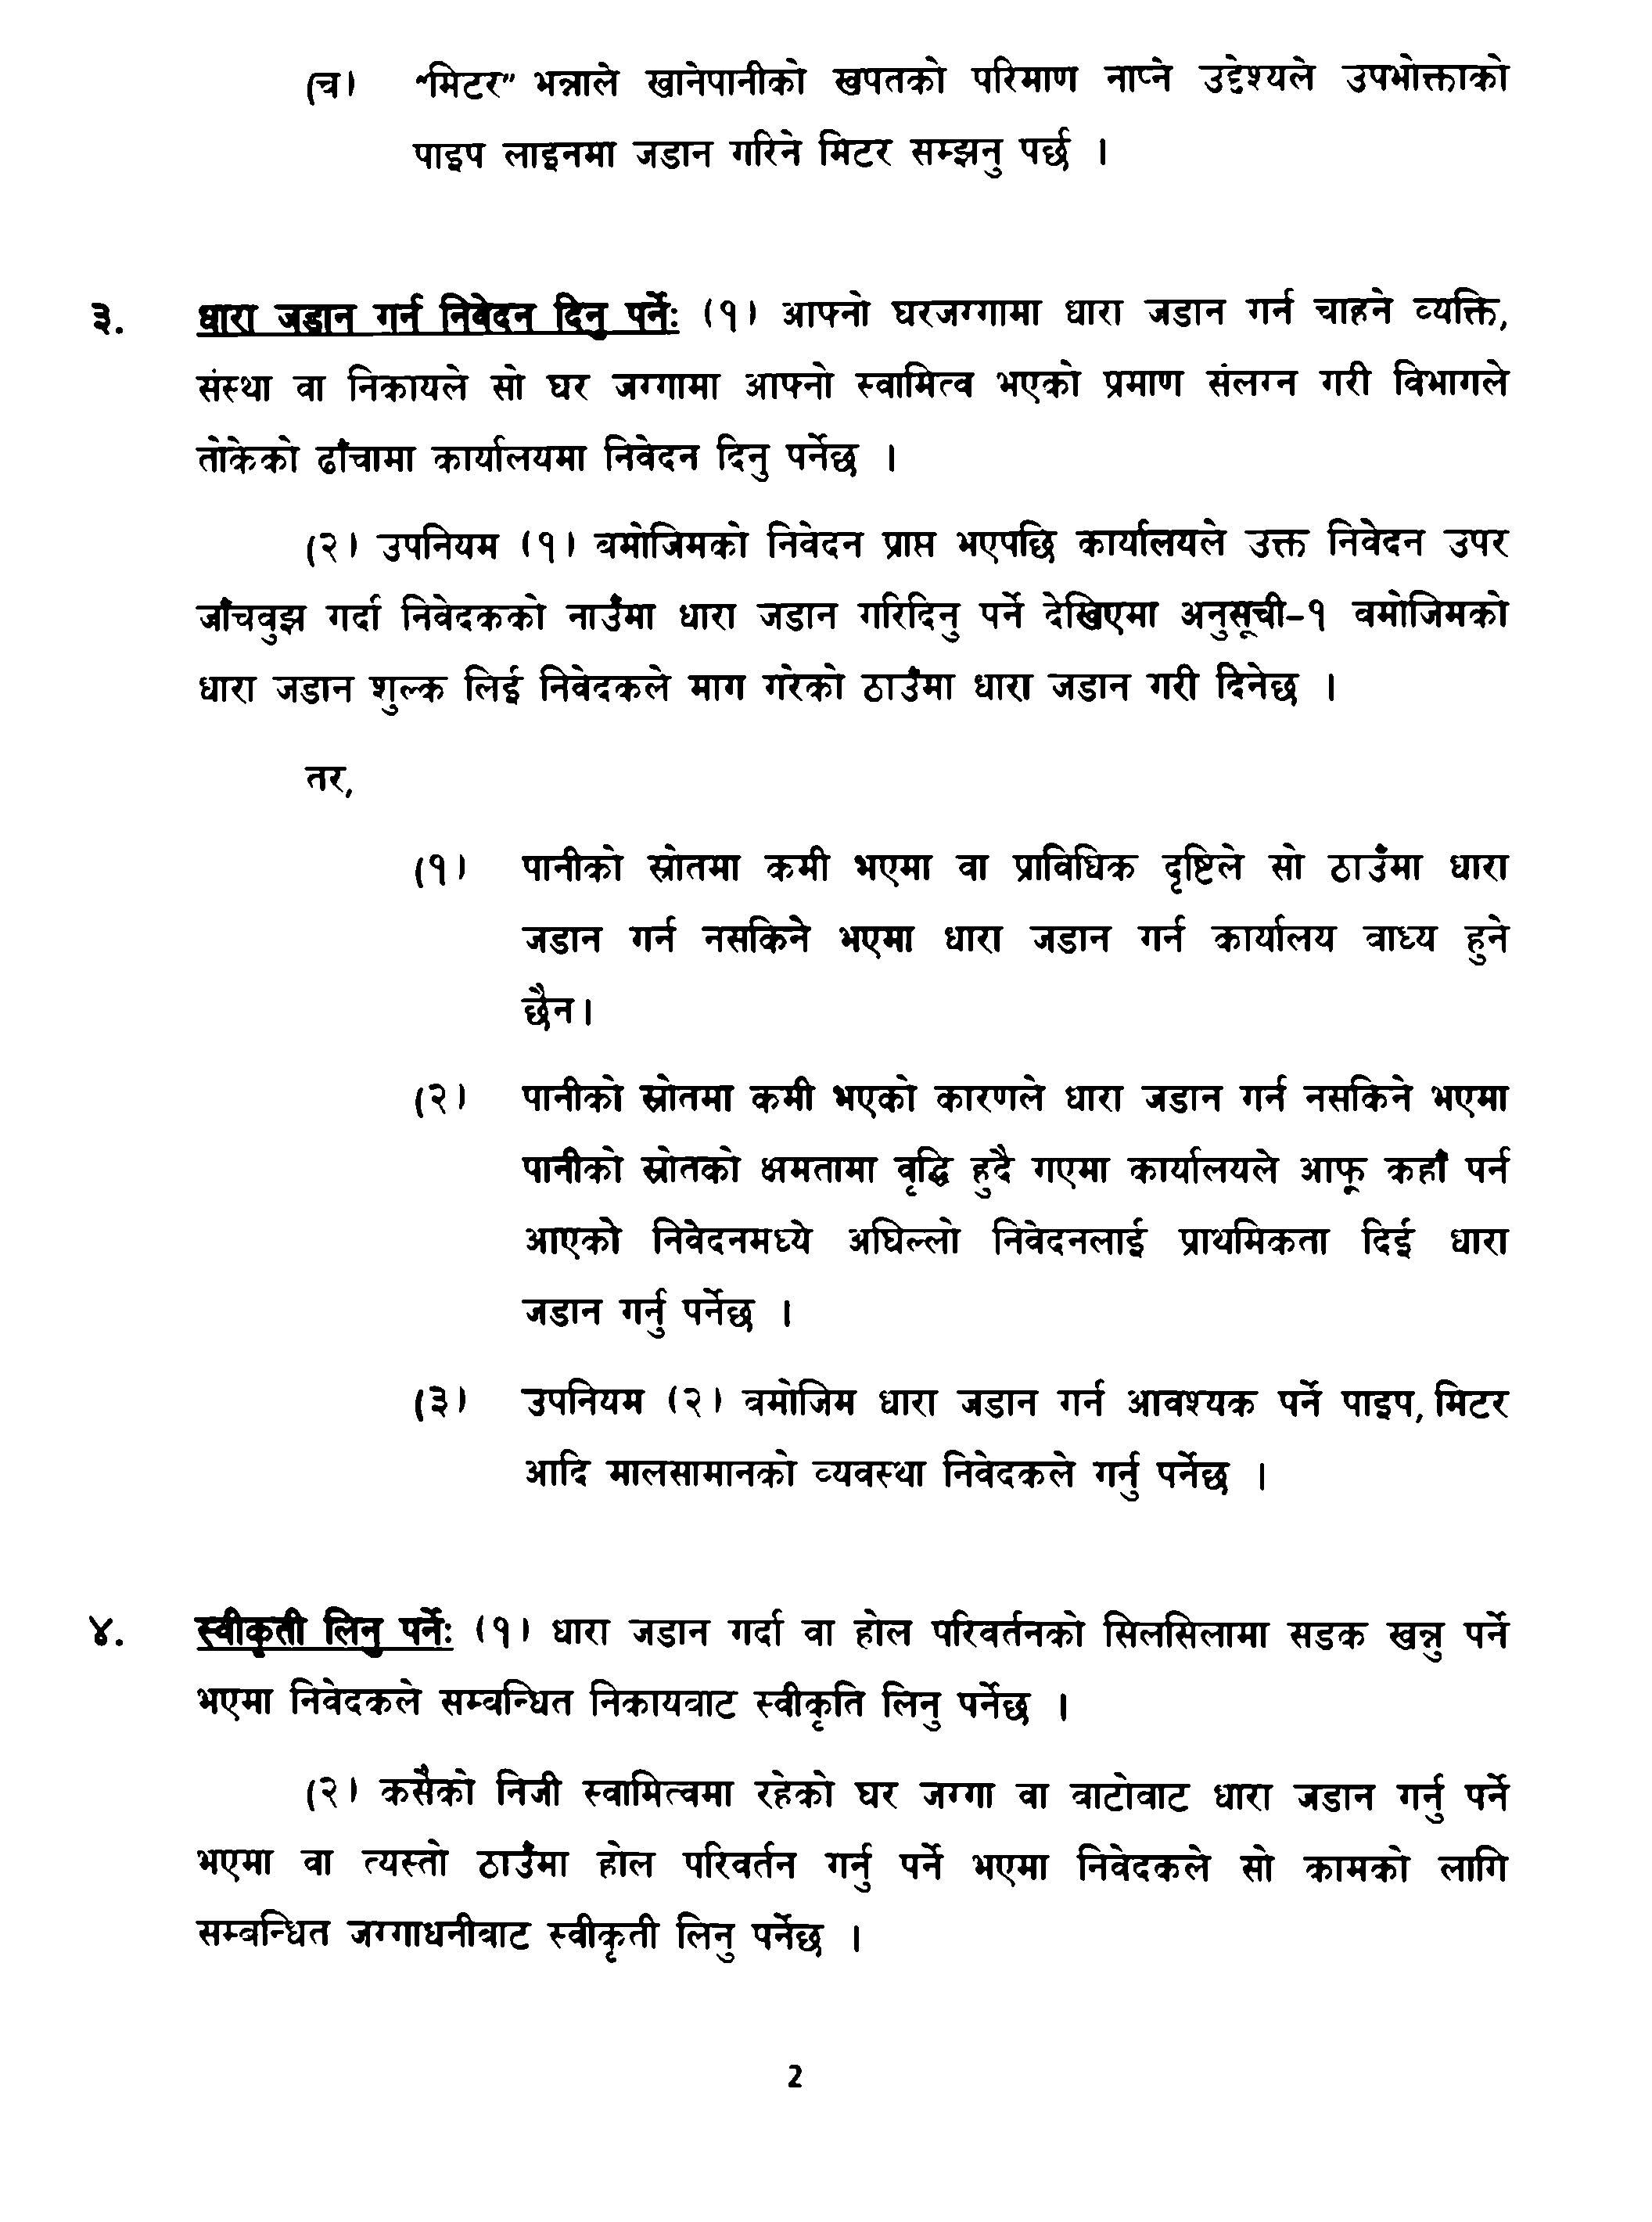 (च) “मिटर” भन्नाले खानेपानीको खपतको परिमाण नाप्ने उद्देश्यले उपभोक्ताको
पाइप लाइनमा जडान गरिने मिटर सम्झनु पर्छ ।
३. धारा जडान गर्न निवेदन दिनु पर्नेः (१) आफ्नो घरजग्गामा धारा जडान गर्न चाहने व्यक्ति,
संस्था वा निकायले सो घर जग्गामा आफ्नो स्वामित्व भएको प्रमाण संलग्न गरी विभागले
तोकेको ढाँचामा कार्यालयमा निवेदन दिनु पर्नेछ ।
(२) उपनियम (१) बमोजिमको निवेदन प्राप्त भएपछि कार्यालयले उक्त निवेदन उपर
जाँचबुझ गर्दा निवेदकको नाउँमा धारा जडान गरिदिनु पर्ने देखिएमा अनुसूची–१ बमोजिमको
धारा जडान शुल्क लिई निवेदकले माग गरेको ठाउँमा धारा जडान गरी दिनेछ ।
तर,
(१) पानीको स्रोतमा कमी भएमा वा प्राविधिक दृष्टिले सो ठाउँमा धारा
जडान गर्न नसकिने भएमा धारा जडान गर्न कार्यालय बाध्य हुने
छैन।
(२) पानीको स्रोतमा कमी भएको कारणले धारा जडान गर्न नसकिने भएमा
पानीको स्रोतको क्षमतामा वृद्धि हुदै गएमा कार्यालयले आफू कहाँ पर्न
आएको निवेदनमध्ये अघिल्लो निवेदनलाई प्राथमिकता दिई धारा
जडान गर्नु पर्नेछ ।
(३) उपनियम (२) बमोजिम धारा जडान गर्न आवश्यक पर्ने पाइप, मिटर
आदि मालसामानको व्यवस्था निवेदकले गर्नु पर्नेछ ।
४. स्वीकृती लिनु पर्नेः (१) धारा जडान गर्दा वा होल परिवर्तनको सिलसिलामा सडक खन्नु पर्ने
भएमा निवेदकले सम्बन्धित निकायबाट स्वीकृति लिनु पर्नेछ ।
(२) कसैको निजी स्वामित्वमा रहेको घर जग्गा वा बाटोबाट धारा जडान गर्नु पर्ने
भएमा वा त्यस्तो ठाउँमा होल परिवर्तन गर्नु पर्ने भएमा निवेदकले सो कामको लागि
सम्बन्धित जग्गाधनीबाट स्वीकृती लिनु पर्नेछ ।
2